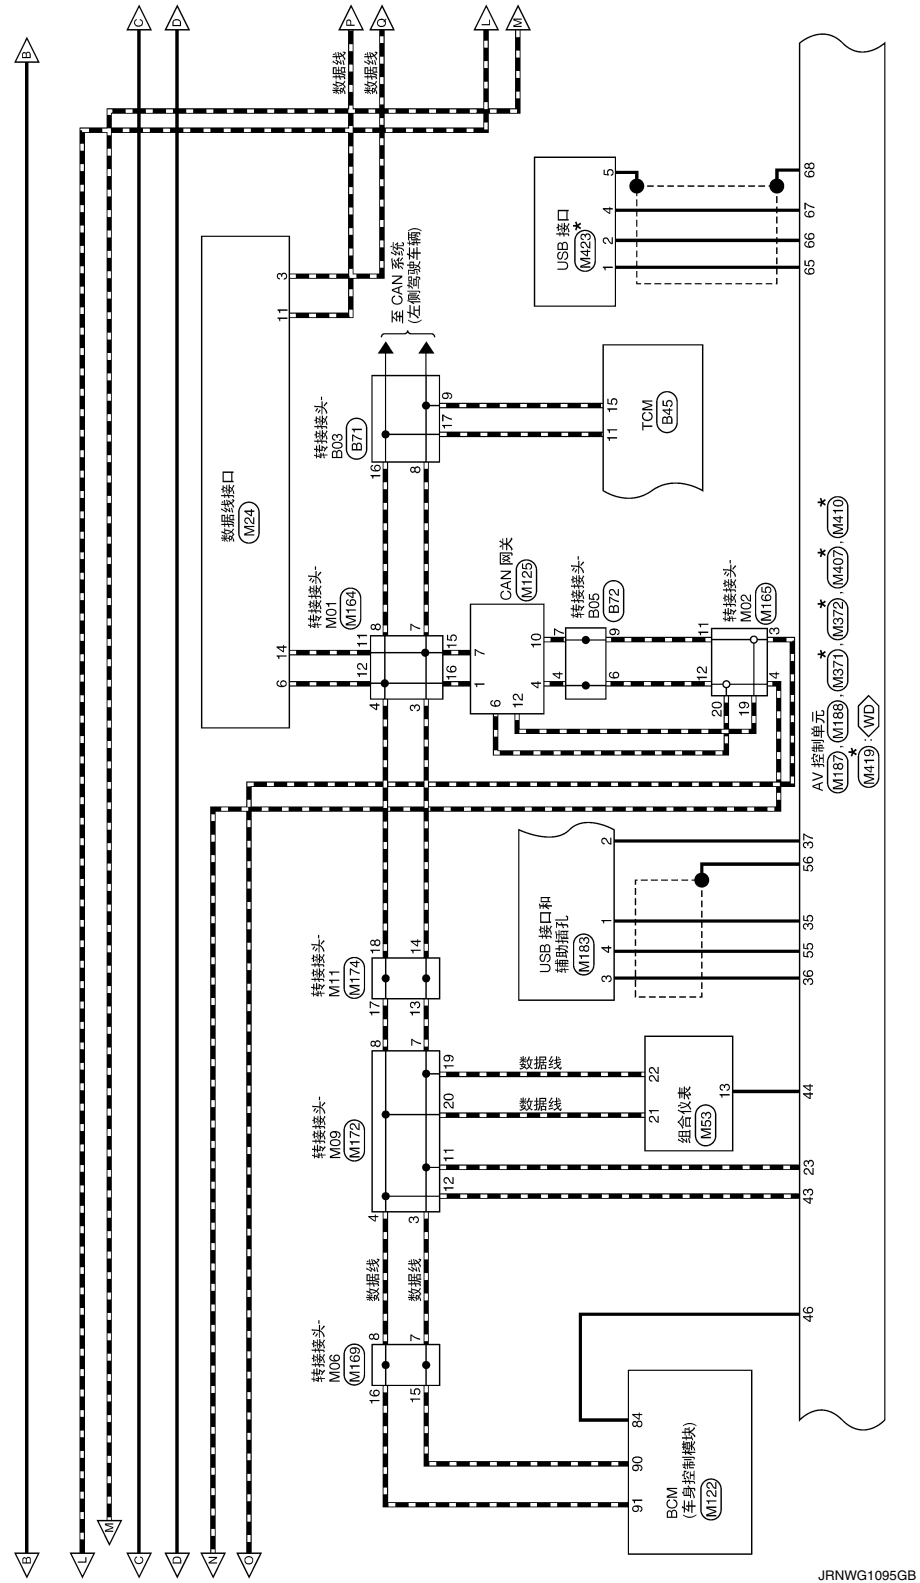 B
C
D
P
Q
L
M
数据线
数据线
数据线接口
M24
3
11
14
6
至 CAN 系统
(左侧驾驶车辆)
转接接头-
B03
B71
16
8
9
17
TCM
B45
15
11
USB 接口
M423
*
5
4
2
1
68
67
66
65
转接接头-
M01
M164
11
12
8
7
15
16
4
3
CAN 网关
M125
7
1
10
4
6
12
转接接头-
B05
B72
7
4
9
6
转接接头-
M02
M165
11
12
20
19
3
4
AV 控制单元
M187 , M188 , M371 , M372 , M407 , M410
* * * *
M419 : WD
*
USB 接口和
辅助插孔
M183
2
1
4
3
37
56
35
55
36
转接接头-
M11
M174
18
14
17
13
转接接头-
M09
M172
8
7
19
20
11
12
4
3
数据线
数据线
组合仪表
M53
22
21
13
44
23
43
数据线
数据线
转接接头-
M06
M169
8
7
16
15
46
BCM
(车身控制模块)
M122
84
90
91
B
L
M
C
D
N
O
JRNWG1095GB